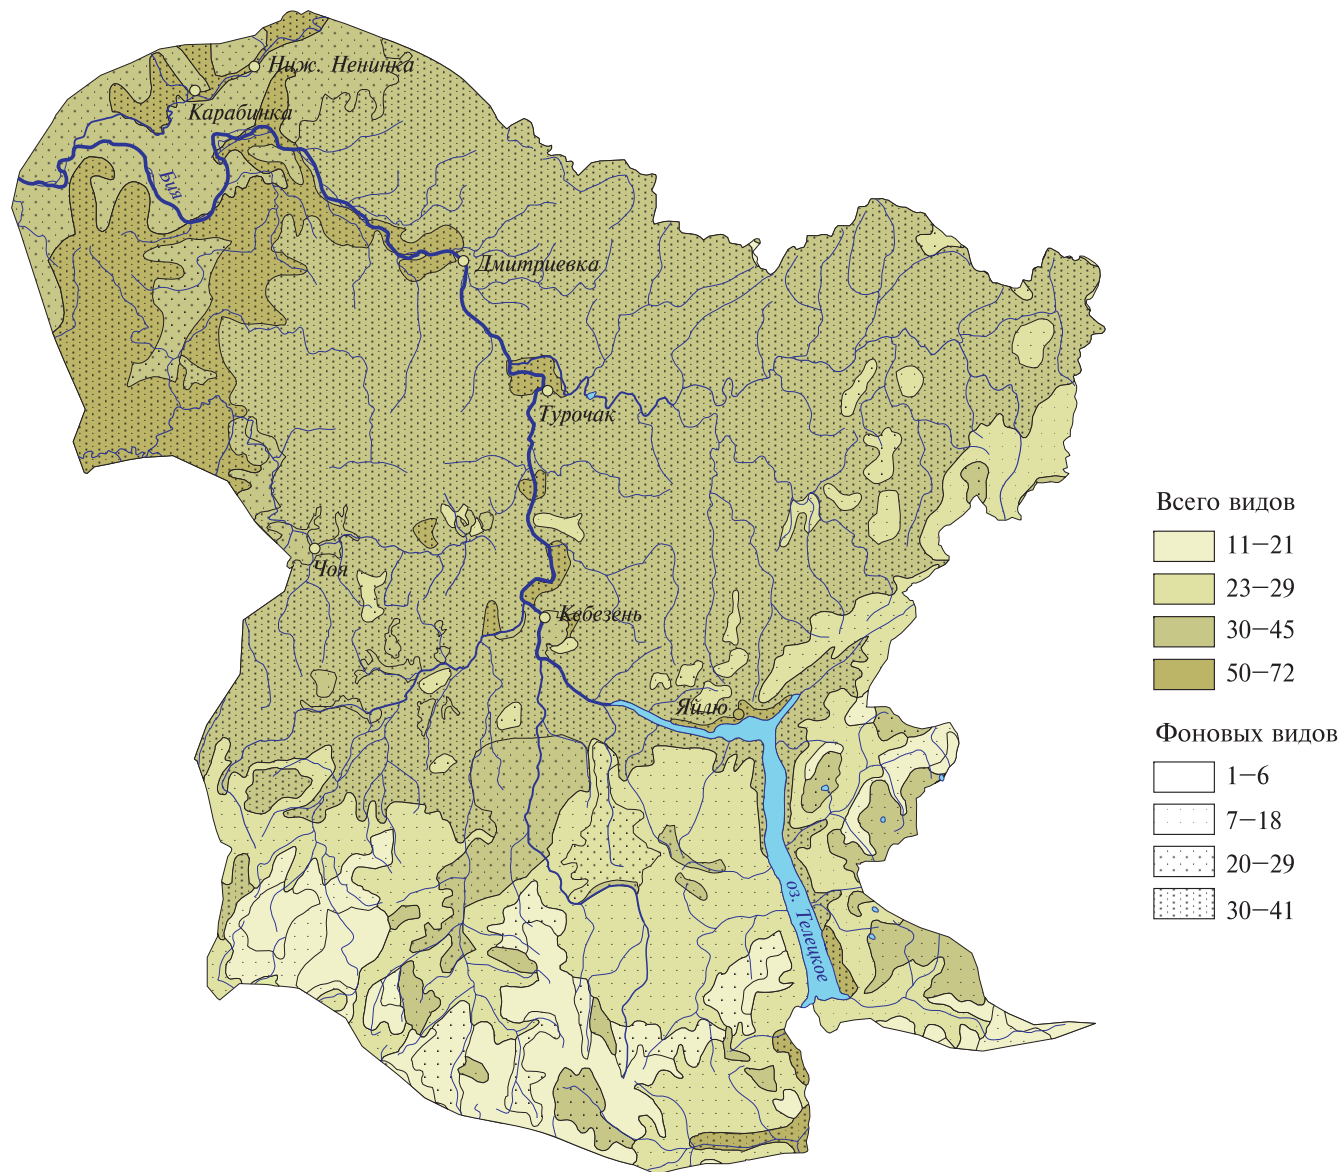 Ниж. Ненинка
Карабинка
Бия
Дмитриевка
Турочак
Чоя
Кебезень
Яйлю
оз. Телецкое
Всего видов
11–21
23–29
30–45
50–72
Фоновых видов
1–6
7–18
20–29
30–41